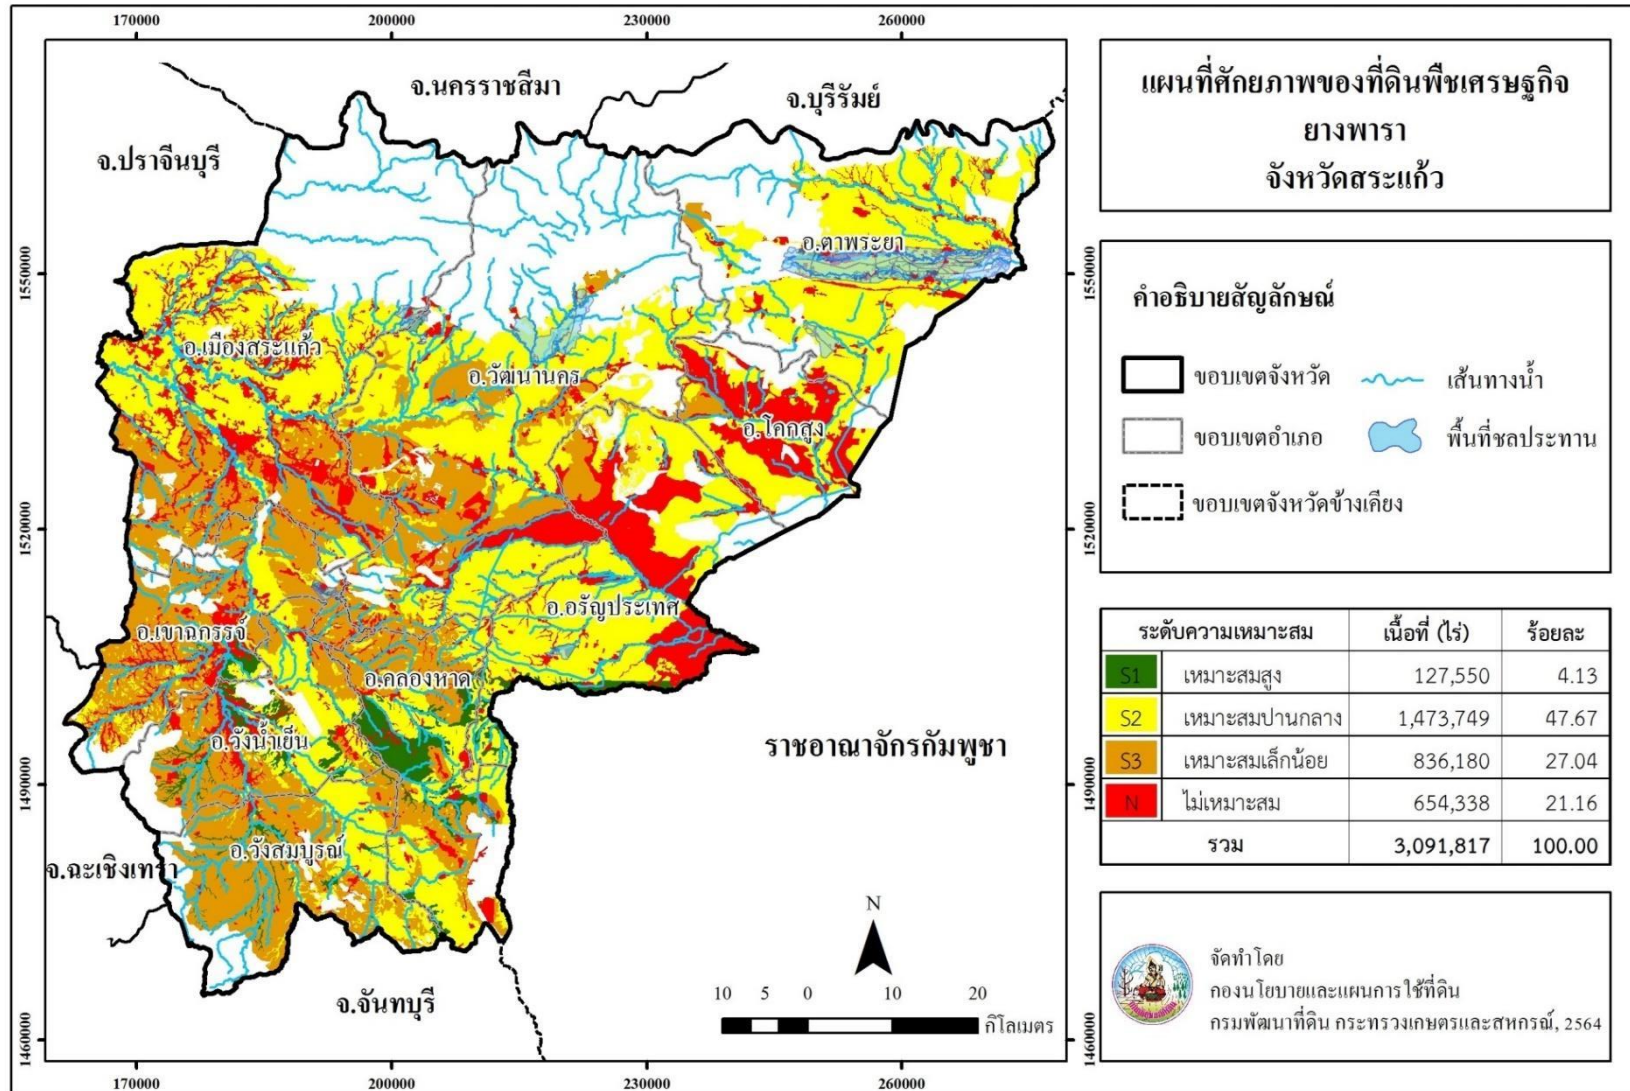 170000 200000 230000 260000
จ.นครราชสีมา
จ.บุรีรัมย์
จ.ปราจีนบุรี
อ.ตาพระยา
1550000
1550000
อ.เมืองสระแก้ว
อ.วัฒนานคร
อ.โคกสูง
1520000
1520000
อ.อรัญประเทศ
อ.เขาฉกรรจ์
อ.คลองหาด
อ.วังน้ำเย็น
ราชอาณาจักรกัมพูชา
1490000
1490000
อ.วังสมบูรณ์
จ.ฉะเชิงเทรา
N
จ.จันทบุรี
10 5 0 10 20
กิโลเมตร
1460000
1460000
170000 200000 230000 260000
แผนที่ศักยภาพของที่ดินพืชเศรษฐกิจ
ยางพารา
จังหวัดสระแก้ว
คำอธิบายสัญลักษณ์
ขอบเขตจังหวัด เส้นทางน้ำ
ขอบเขตอำเภอ พื้นที่ชลประทาน
ขอบเขตจังหวัดข้างเคียง
ระดับความเหมาะสม เนื้อที่ (ไร่) ร้อยละ
S1 เหมาะสมสูง 127,550 4.13
S2 เหมาะสมปานกลาง 1,473,749 47.67
S3 เหมาะสมเล็กน้อย 836,180 27.04
N ไม่เหมาะสม 654,338 21.16
รวม 3,091,817 100.00
จัดทำโดย
กองนโยบายและแผนการใช้ที่ดิน
กรมพัฒนาที่ดิน กระทรวงเกษตรและสหกรณ์, 2564